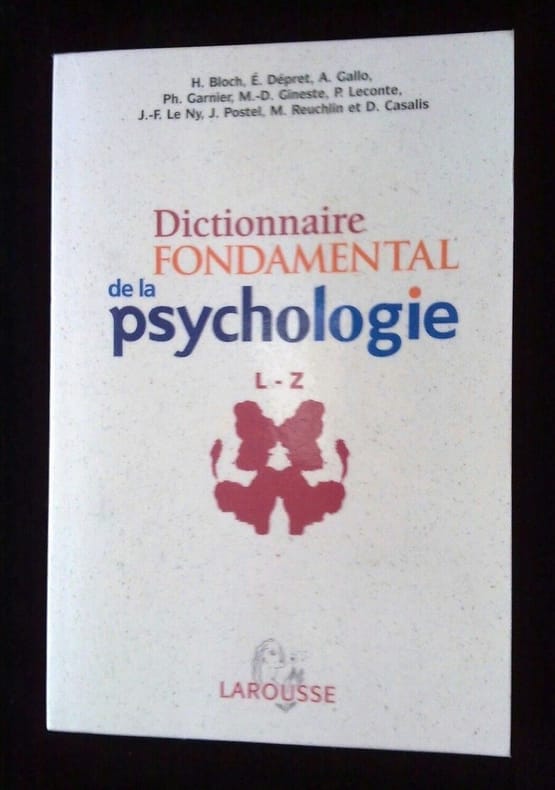 H. Bloch, É. Dépret, A. Gallo,
Ph. Garnier, M.-D. Gineste, P. Leconte,
J.-F. Le Ny, J. Postel, M. Reuchlin et D. Casalis
Dictionnaire
FONDAMENTAL
de la
psychologie
L - Z
LAROUSSE